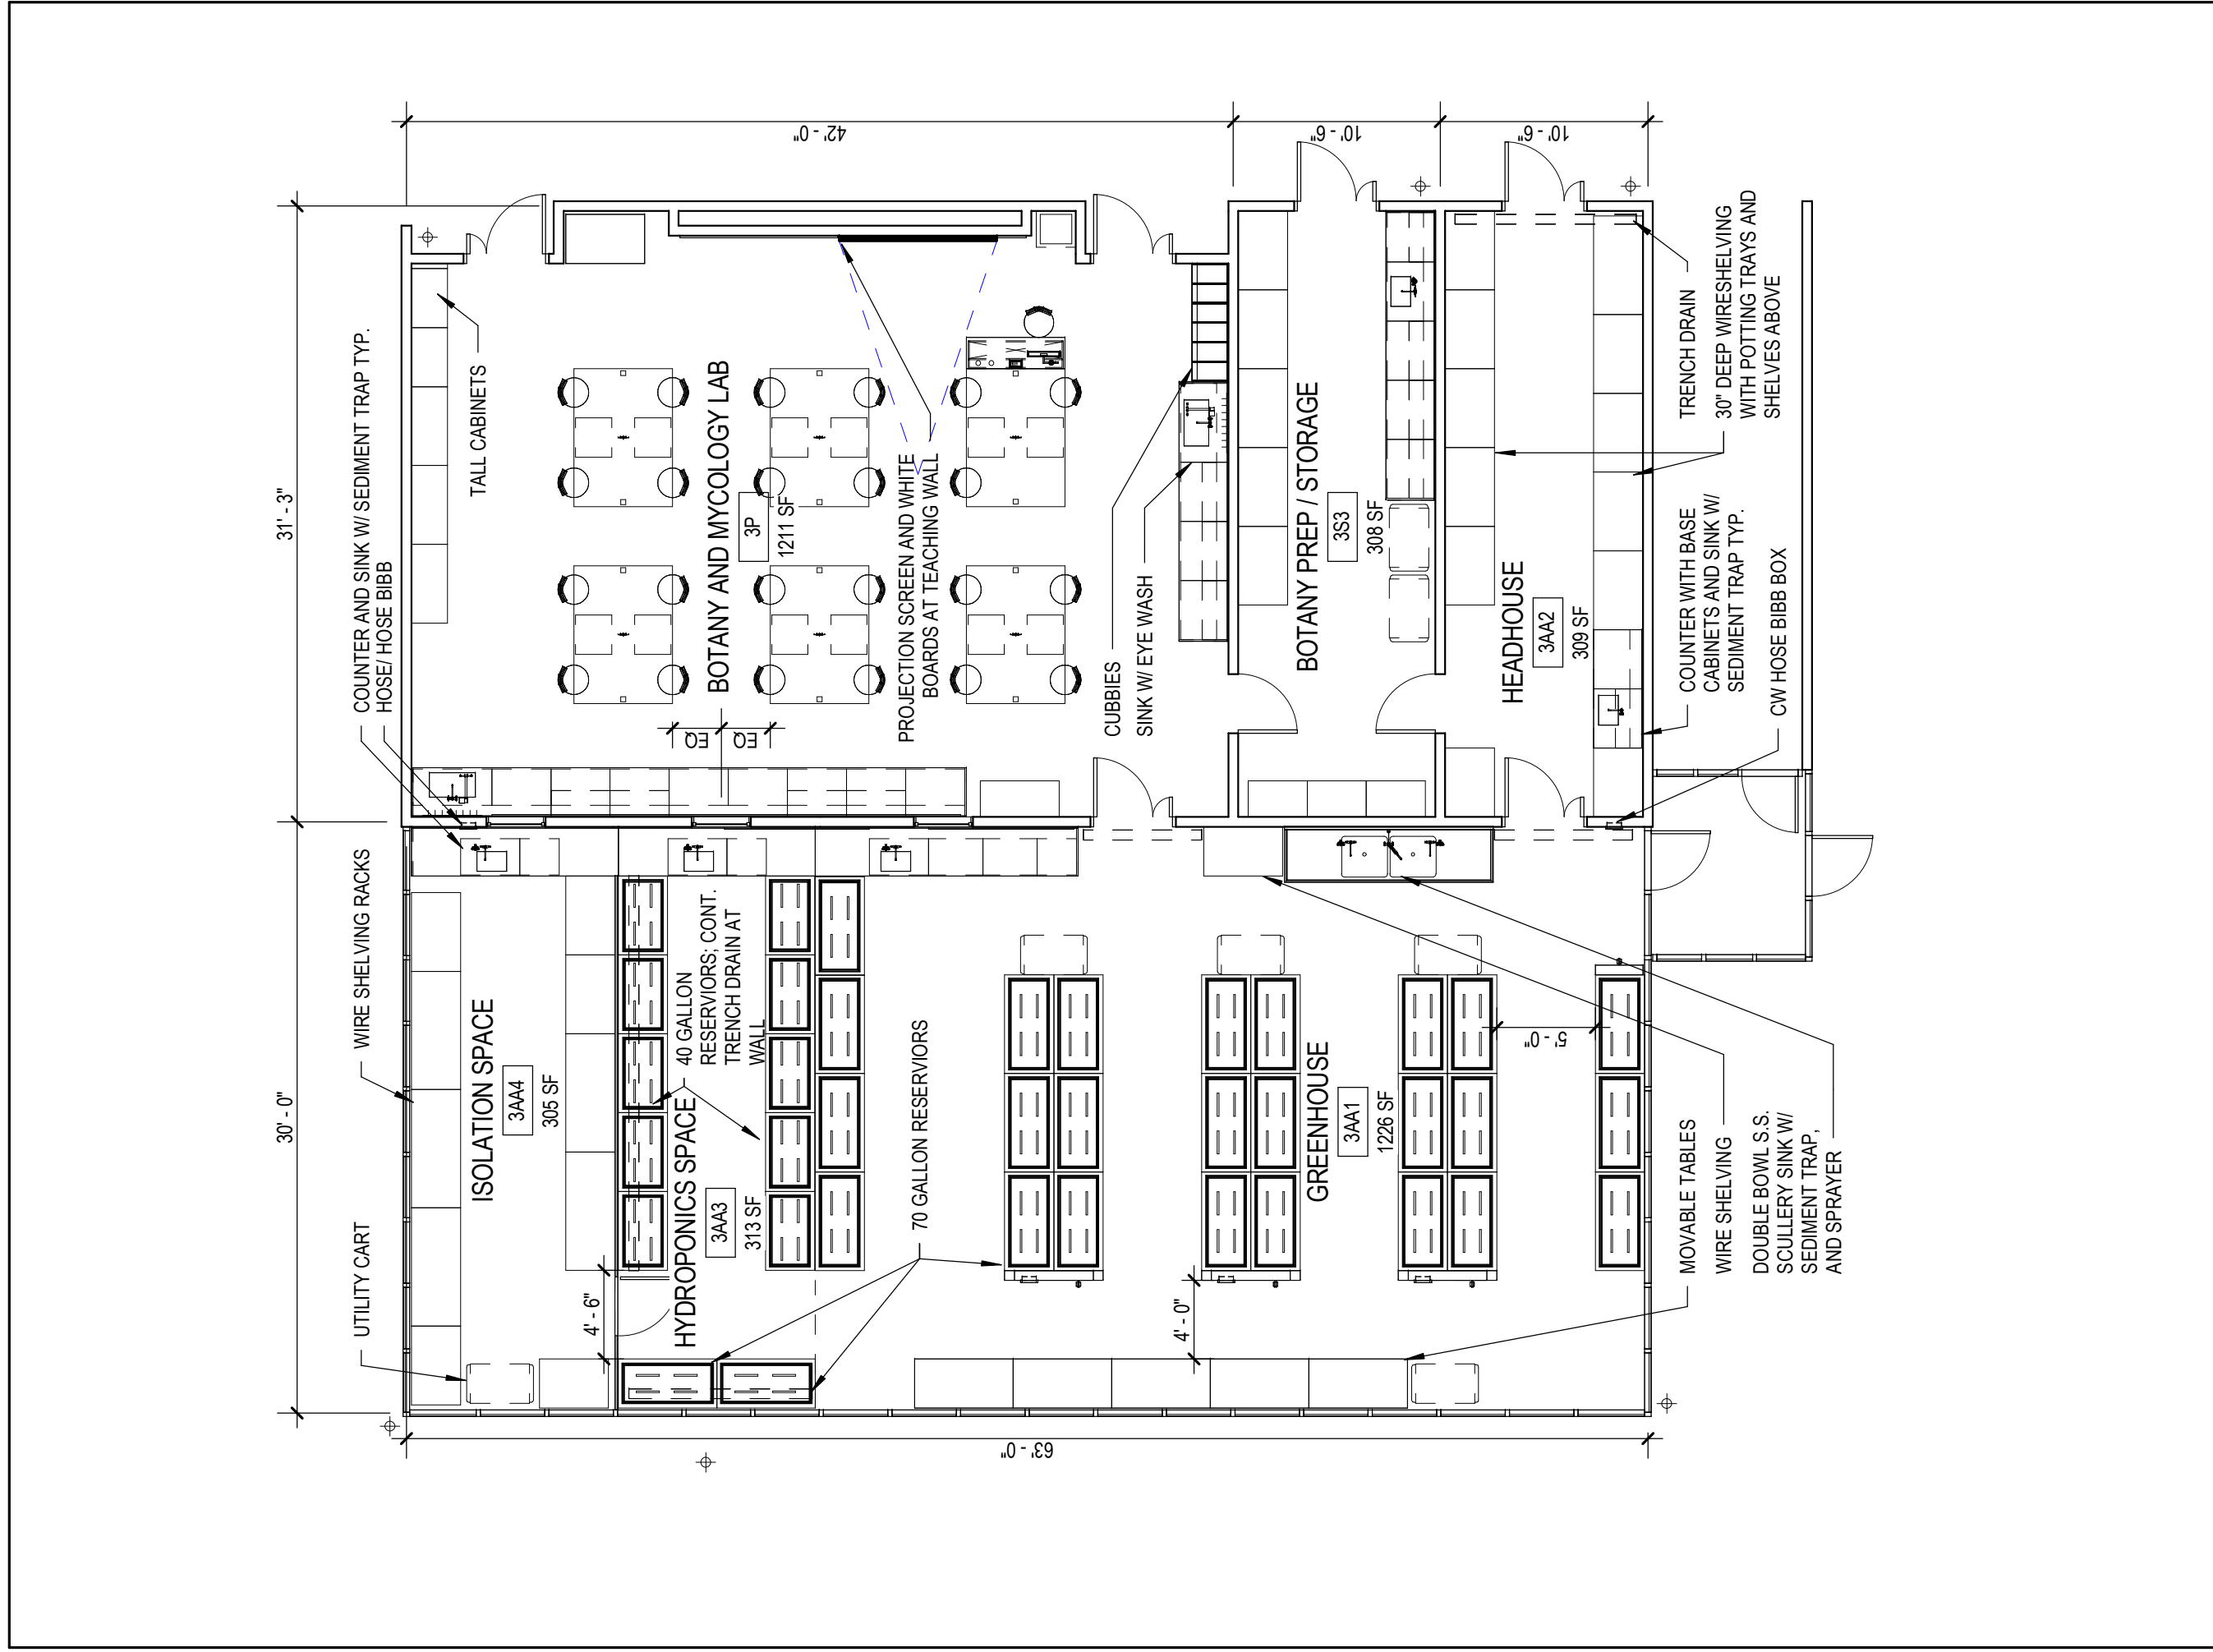 42' - 0"
10' - 6"
10' - 6"
31' - 3"
30' - 0"
63' - 0"
COUNTER AND SINK W/ SEDIMENT TRAP TYP.
HOSE/ HOSE BIBB
TALL CABINETS
BOTANY AND MYCOLOGY LAB
3P
1211 SF
PROJECTION SCREEN AND WHITE
BOARDS AT TEACHING WALL
EQ
EQ
CUBBIES
SINK W/ EYE WASH
BOTANY PREP / STORAGE
3S3
308 SF
HEADHOUSE
3AA2
309 SF
TRENCH DRAIN
30" DEEP WIRESHELVING
WITH POTTING TRAYS AND
SHELVES ABOVE
COUNTER WITH BASE
CABINETS AND SINK W/
SEDIMENT TRAP TYP.
CW HOSE BIBB BOX
WIRE SHELVING RACKS
UTILITY CART
ISOLATION SPACE
3AA4
305 SF
4' - 6"
40 GALLON
RESERVIORS; CONT.
TRENCH DRAIN AT
WALL
HYDROPONICS SPACE
3AA3
313 SF
70 GALLON RESERVIORS
4' - 0"
GREENHOUSE
3AA1
1226 SF
5' - 0"
MOVABLE TABLES
WIRE SHELVING
DOUBLE BOWL S.S.
SCULLERY SINK W/
SEDIMENT TRAP,
AND SPRAYER